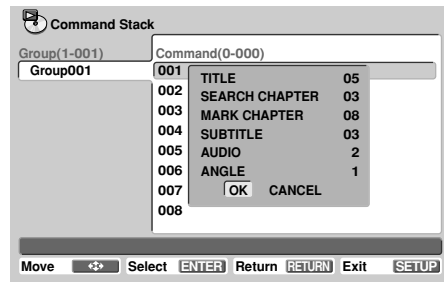 Command Stack
Group(1-001) Command(0-000)
Group001 001
TITLE 05
002 SEARCH CHAPTER 03
003 MARK CHAPTER 08
004 SUBTITLE 03
005 AUDIO 2
006 ANGLE 1
007 OK CANCEL
008
Move Select ENTER Return RETURN Exit SETUP